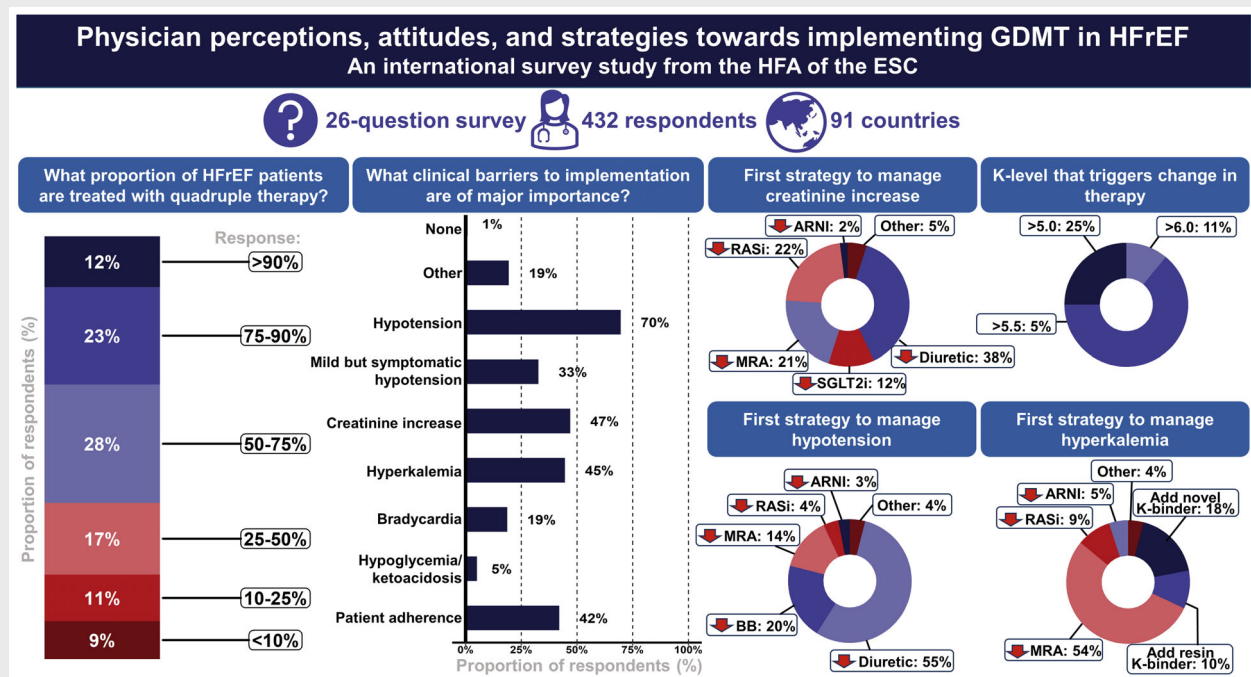 Physician perceptions, attitudes, and strategies towards implementing GDMT in HFrEF
An international survey study from the HFA of the ESC
?
26-question survey
432 respondents
91 countries
What proportion of HFrEF patients
are treated with quadruple therapy?
Proportion of respondents (%)
Response:
12%
>90%
23%
75-90%
28%
50-75%
17%
25-50%
11%
10-25%
9%
<10%
What clinical barriers to implementation
are of major importance?
None
1%
Other
19%
Hypotension
70%
Mild but symptomatic
hypotension
33%
Creatinine increase
47%
Hyperkalemia
45%
Bradycardia
19%
Hypoglycemia/
ketoacidosis
5%
Patient adherence
42%
0%
25%
50%
75%
100%
Proportion of respondents (%)
First strategy to manage
creatinine increase
ARNI: 2%
Other: 5%
RASi: 22%
MRA: 21%
Diuretic: 38%
SGLT2i: 12%
K-level that triggers change in
therapy
>5.0: 25%
>6.0: 11%
>5.5: 5%
First strategy to manage
hypotension
ARNI: 3%
RASi: 4%
Other: 4%
MRA: 14%
BB: 20%
Diuretic: 55%
First strategy to manage
hyperkalemia
Other: 4%
ARNI: 5%
Add novel
K-binder: 18%
RASi: 9%
MRA: 54%
Add resin
K-binder: 10%